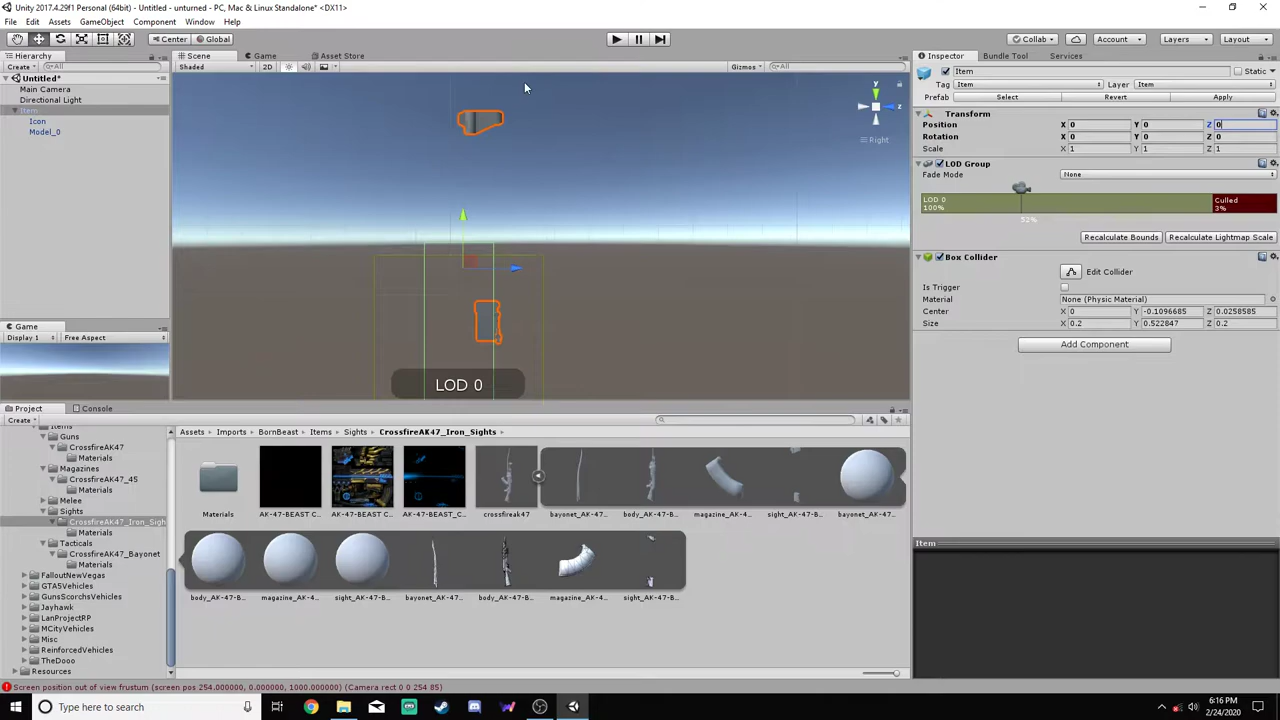 Unity 2017.4.29f1 Personal (64bit) - Untitled - unturned - PC, Mac & Linux Standalone* <DX11>
File Edit Assets GameObject Component Window Help
Center Global Collab Account Layers Layout
Hierarchy Scene Game Asset Store Inspector Bundle Tool Services
Create All Shaded 2D Gizmos All
Untitled*
Main Camera
Directional Light
Item
Icon
Model_0
y
z
Right
LOD 0
Item Static
Tag Item Layer Item
Prefab Select Revert Apply
Transform
Position X 0 Y 0 Z 0
Rotation X 0 Y 0 Z 0
Scale X 1 Y 1 Z 1
LOD Group
Fade Mode None
LOD 0
100%
Culled
3%
52%
Recalculate Bounds Recalculate Lightmap Scale
Box Collider
Edit Collider
Is Trigger
Material None (Physic Material)
Center X 0 Y -0.1096685 Z 0.0258585
Size X 0.2 Y 0.522847 Z 0.2
Add Component
Item
Game
Display 1 Free Aspect
Project Console
Create
Items
Guns
CrossfireAK47
Materials
Magazines
CrossfireAK47_45
Materials
Melee
Sights
CrossfireAK47_Iron_Sigh
Materials
Tacticals
CrossfireAK47_Bayonet
Materials
FalloutNewVegas
GTA5Vehicles
GunsScorchsVehicles
Jayhawk
LanProjectRP
MCityVehicles
Misc
ReinforcedVehicles
TheDooo
Resources
Assets Imports BornBeast Items Sights CrossfireAK47_Iron_Sights
Materials AK-47-BEAST C... AK-47-BEAST C... AK-47-BEAST_C... crossfireak47 bayonet_AK-47... body_AK-47-B... magazine_AK-4... sight_AK-47-B... bayonet_AK-47...
body_AK-47-B... magazine_AK-4... sight_AK-47-B... bayonet_AK-47... body_AK-47-B... magazine_AK-4... sight_AK-47-B...
Screen position out of view frustum (screen pos 254.000000, 0.000000, 1000.000000) (Camera rect 0 0 254 85)
Type here to search
6:16 PM
2/24/2020